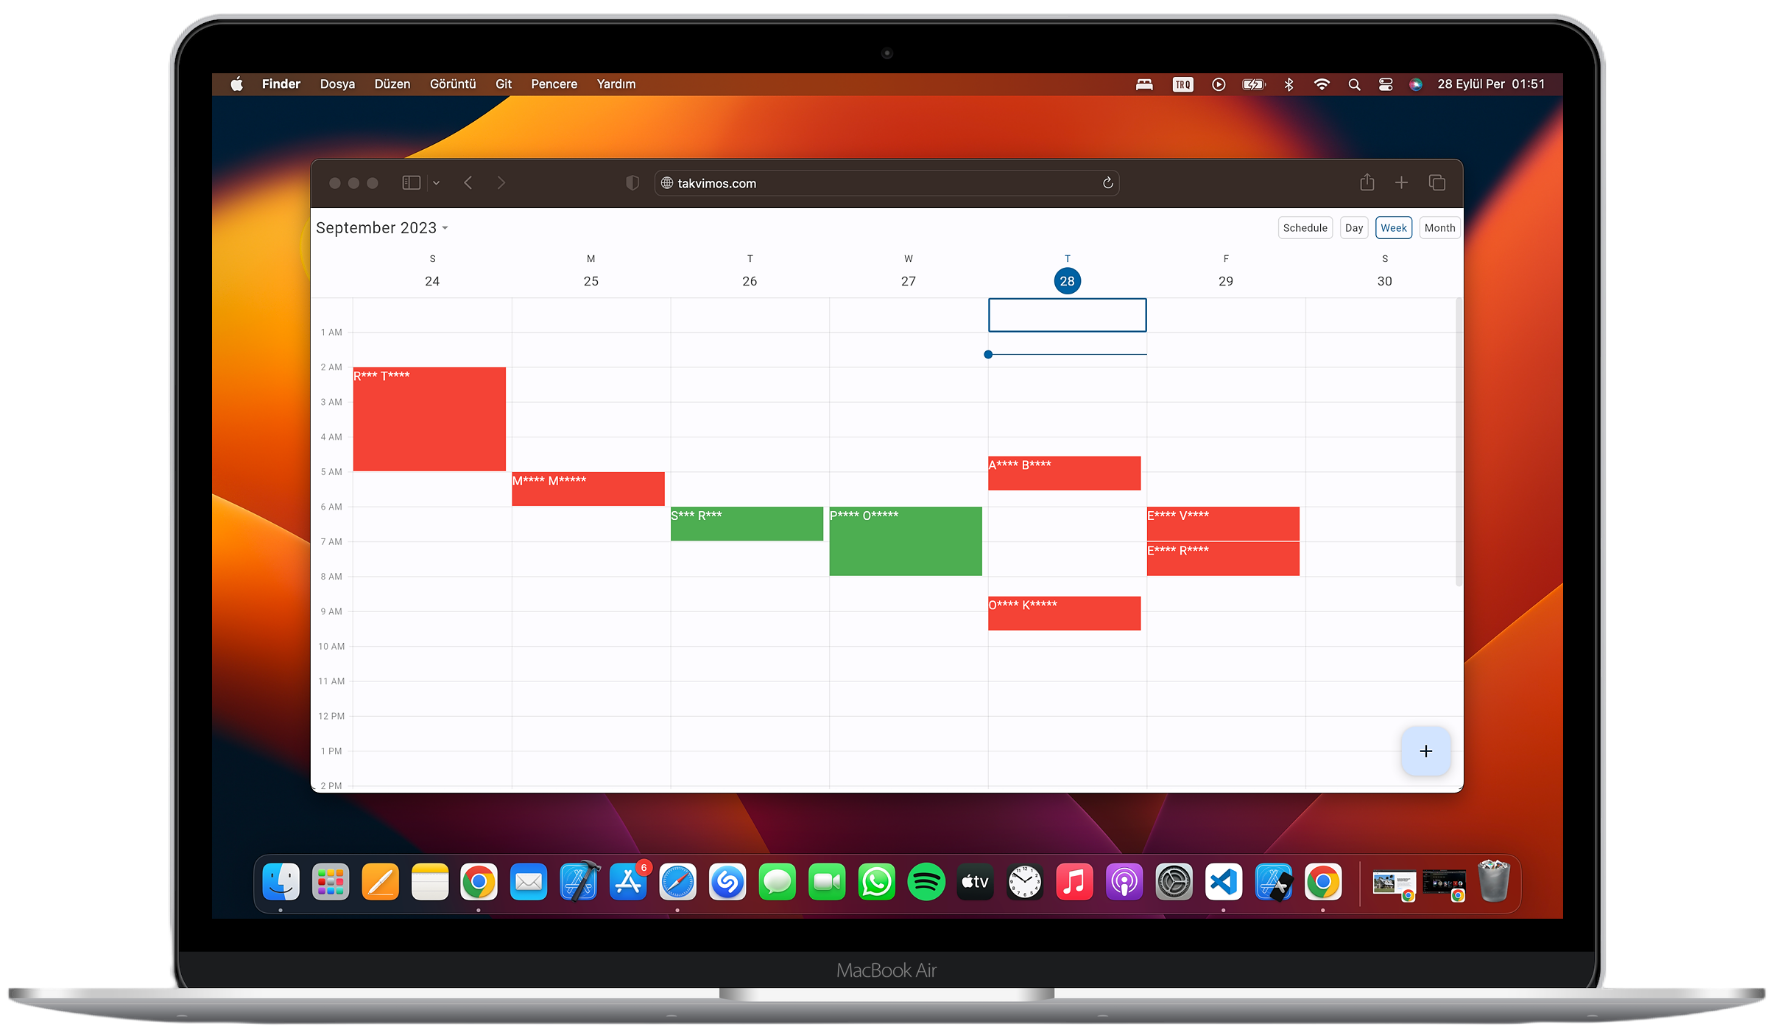 Finder Dosya Düzen Görüntü Git Pencere Yardım TRQ 28 Eylül Per 01:51
takvimos.com
September 2023 Schedule Day Week Month
S M T W T F S
24 25 26 27 28 29 30
1 AM
2 AM
R*** T****
3 AM
4 AM
A**** B****
5 AM
M**** M*****
6 AM
S*** R***
P**** O*****
E**** V****
7 AM
E**** R****
8 AM
O**** K*****
9 AM
10 AM
11 AM
12 PM
1 PM
+
2 PM
6
tv
MacBook Air